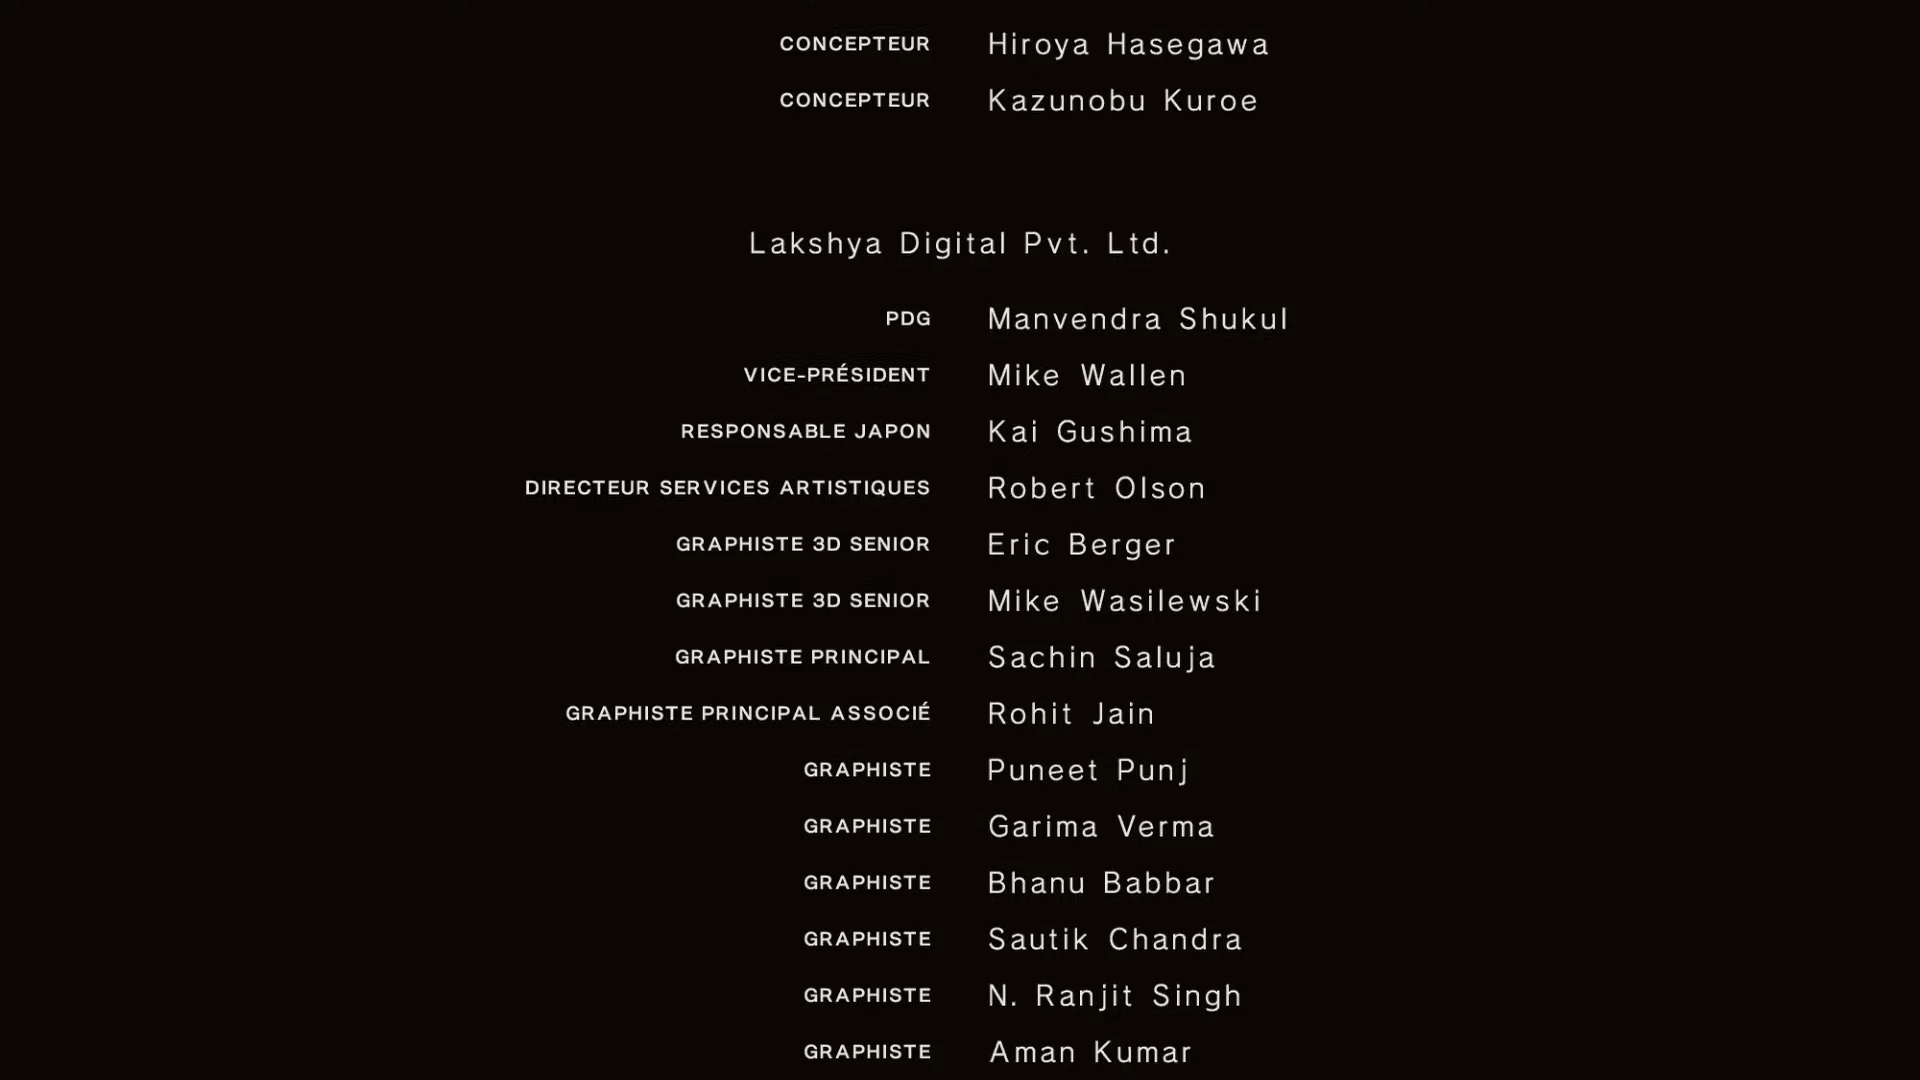 CONCEPTEUR Hiroya Hasegawa
CONCEPTEUR Kazunobu Kuroe
Lakshya Digital Pvt. Ltd.
PDG Manvendra Shukul
VICE-PRÉSIDENT Mike Wallen
RESPONSABLE JAPON Kai Gushima
DIRECTEUR SERVICES ARTISTIQUES Robert Olson
GRAPHISTE 3D SENIOR Eric Berger
GRAPHISTE 3D SENIOR Mike Wasilewski
GRAPHISTE PRINCIPAL Sachin Saluja
GRAPHISTE PRINCIPAL ASSOCIÉ Rohit Jain
GRAPHISTE Puneet Punj
GRAPHISTE Garima Verma
GRAPHISTE Bhanu Babbar
GRAPHISTE Sautik Chandra
GRAPHISTE N. Ranjit Singh
GRAPHISTE Aman Kumar